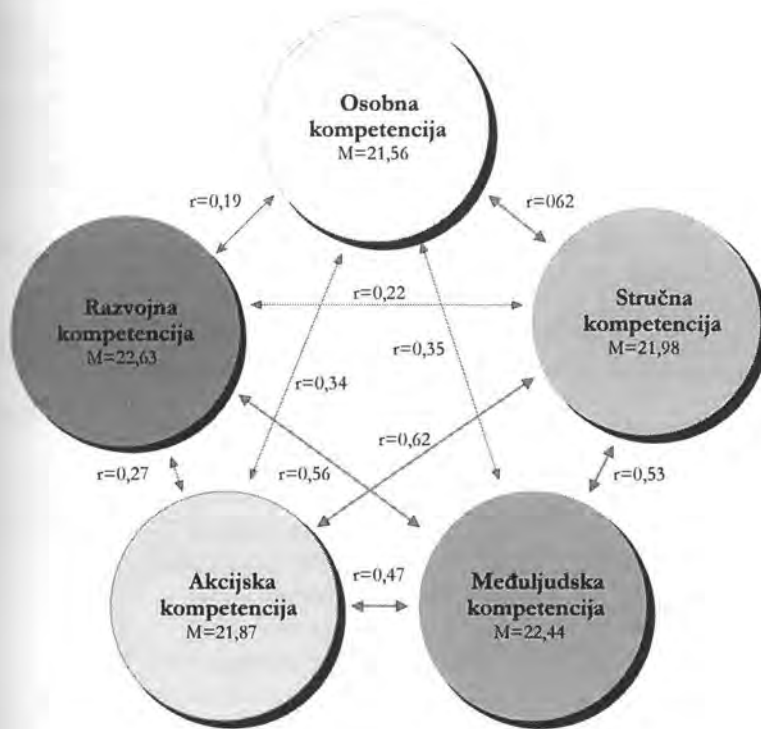 Osobna
kompetencija
M=21,56
r=0,19
r=062
Razvojna
kompetencija
M=22,63
r=0,22
Stručna
kompetencija
M=21,98
r=0,35
r=0,34
r=0,62
r=0,27
r=0,56
r=0,53
Akcijska
kompetencija
M=21,87
r=0,47
Međuljudska
kompetencija
M=22,44